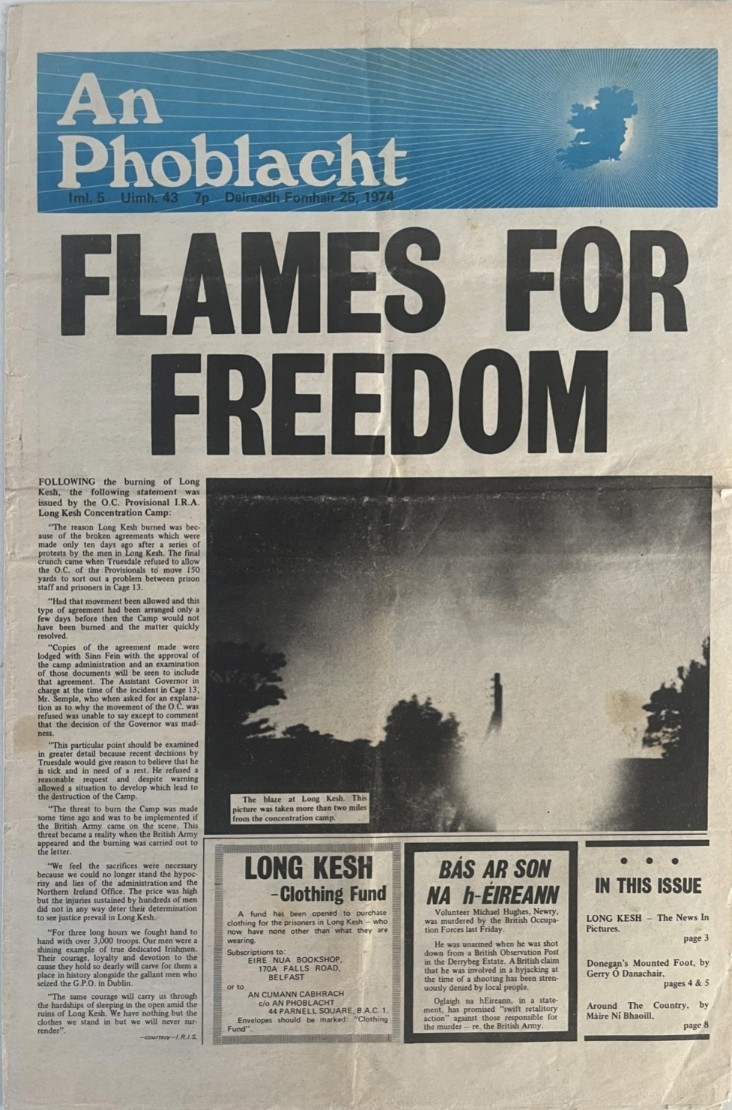 An
Phoblacht
Iml. 5 Uimh. 43 7p Deireadh Fomhair 25, 1974
FLAMES FOR
FREEDOM
FOLLOWING the burning of Long
Kesh, the following statement was
issued by the O.C. Provisional I.R.A.
Long Kesh Concentration Camp:
"The reason Long Kesh burned was bec-
ause of the broken agreements which were
made only ten days ago after a series of
protests by the men in Long Kesh. The final
crunch came when Truesdale refused to allow
the O.C. of the Provisionals to move 150
yards to sort out a problem between prison
staff and prisoners in Cage 13.
"Had that movement been allowed and this
type of agreement had been arranged only a
few days before then the Camp would not
have been burned and the matter quickly
resolved.
"Copies of the agreement made were
lodged with Sinn Fein with the approval of
the camp administration and an examination
of those documents will be seen to include
that agreement. The Assistant Governor in
charge at the time of the incident in Cage 13,
Mr. Semple, who when asked for an explana-
tion as to why the movement of the O.C. was
refused was unable to say except to comment
that the decision of the Governor was mad-
ness.
"This particular point should be examined
in greater detail because recent decisions by
Truesdale would give reason to believe that he
is tick and in need of a rest. He refused a
reasonable request and despite warning
allowed a situation to develop which lead to
the destruction of the Camp.
"The threat to burn the Camp was made
some time ago and was to be implemented if
the British Army came on the scene. This
threat became a reality when the British Army
appeared and the burning was carried out to
the letter.
"We feel the sacrifices were necessary
because we could no longer stand the hypoc-
risy and lies of the administration and the
Northern Ireland Office. The price was high
but the injuries sustained by hundreds of men
did not in any way deter their determination
to see justice prevail in Long Kesh.
"For three long hours we fought hand to
hand with over 3,000 troops. Our men were a
shining example of true dedicated Irishmen.
Their courage, loyalty and devotion to the
cause they hold so dearly will carve for them a
place in history alongside the gallant men who
seized the G.P.O. in Dublin.
"The same courage will carry us through
the hardships of sleeping in the open amid the
ruins of Long Kesh. We have nothing but the
clothes we stand in but we will never sur-
render".
—courtesy—I.R.I.S.
The blaze at Long Kesh. This
picture was taken more than two miles
from the concentration camp.
LONG KESH
-Clothing Fund
A fund has been opened to purchase
clothing for the prisoners in Long Kesh – who
now have none other than what they are
wearing.
Subscriptions to:
EIRE NUA BOOKSHOP,
170A FALLS ROAD,
BELFAST
or to
AN CUMANN CABHRACH
c/o AN PHOBLACHT
44 PARNELL SQUARE, B.A.C. 1.
Envelopes should be marked: "Clothing
Fund".
BÁS AR SON
NA h-ÉIREANN
Volunteer Michael Hughes, Newry,
was murdered by the British Occupa-
tion Forces last Friday.
He was unarmed when he was shot
down from a British Observation Post
in the Derrybeg Estate. A British claim
that he was involved in a hyjacking at
the time of a shooting has been stren-
uously denied by local people.
Oglaigh na hEireann, in a state-
ment, has promised "swift retaliatory
action" against those responsible for
the murder – re. the British Army.
IN THIS ISSUE
LONG KESH – The News In
Pictures.
page 3
Donegan's Mounted Foot, by
Gerry Ó Danachair,
pages 4 & 5
Around The Country, by
Máire Ní Bhaoill,
page 8